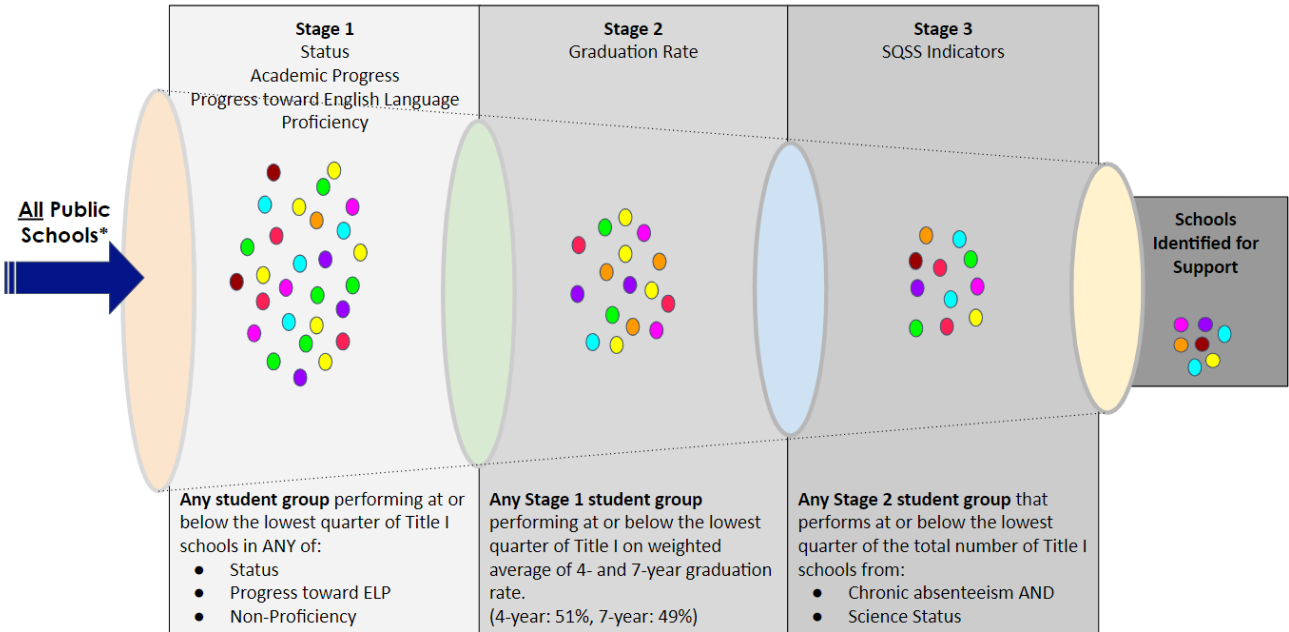 Stage 1
Status
Academic Progress
Progress toward English Language
Proficiency
Stage 2
Graduation Rate
Stage 3
SQSS Indicators
All Public
Schools*
Schools
Identified for
Support
Any student group performing at or
below the lowest quarter of Title I
schools in ANY of:
● Status
● Progress toward ELP
● Non-Proficiency
Any Stage 1 student group
performing at or below the lowest
quarter of Title I on weighted
average of 4- and 7-year graduation
rate.
(4-year: 51%, 7-year: 49%)
Any Stage 2 student group that
performs at or below the lowest
quarter of the total number of Title I
schools from:
● Chronic absenteeism AND
● Science Status